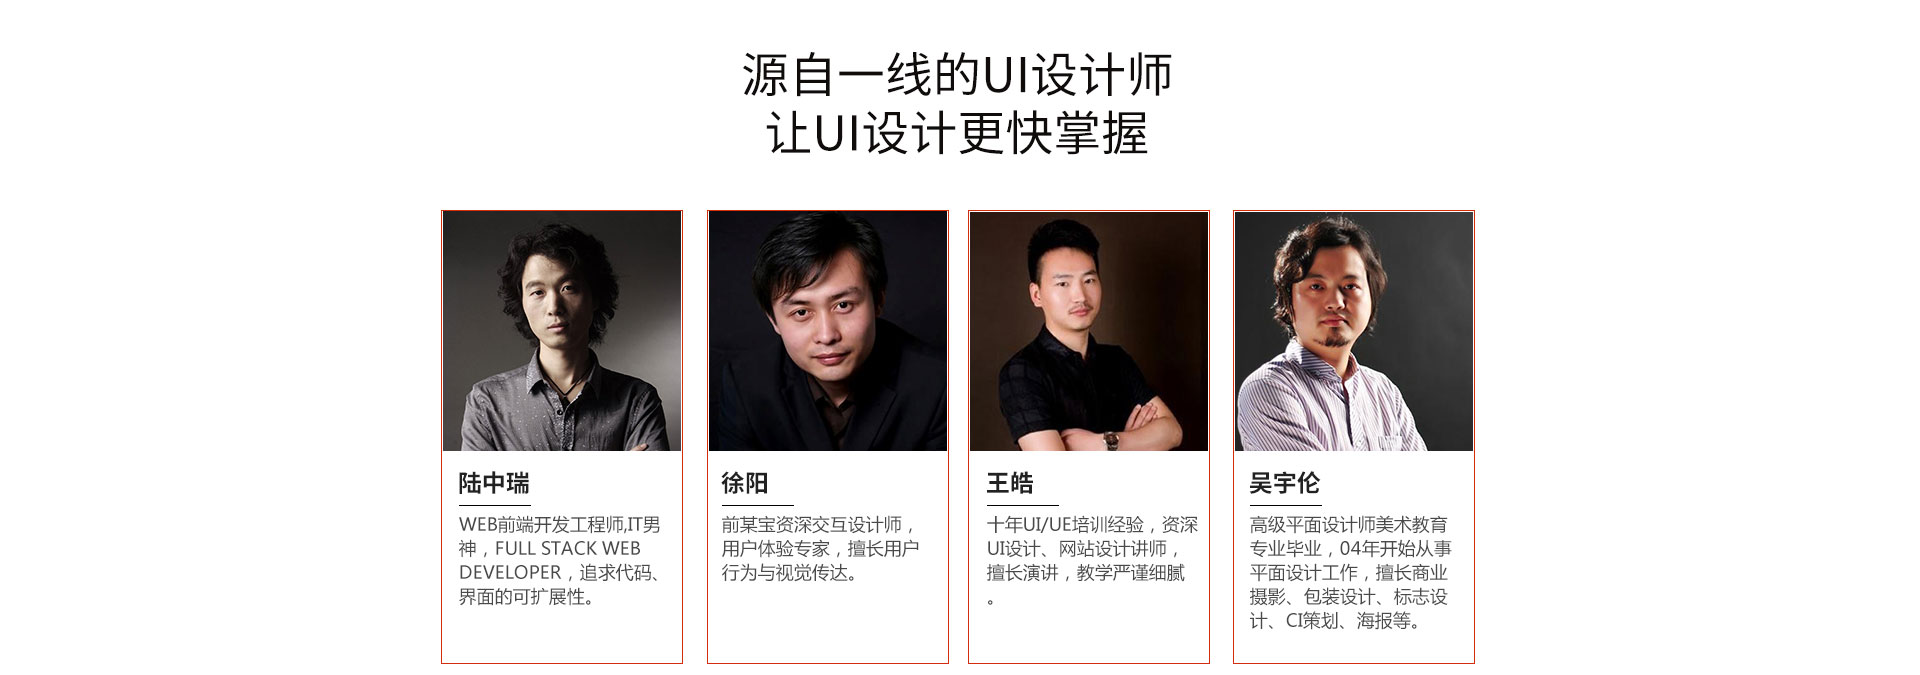 源自一线的UI设计师
让UI设计更快掌握
陆中瑞
WEB前端开发工程师,IT男
神，FULL STACK WEB
DEVELOPER，追求代码、
界面的可扩展性。
徐阳
前某宝资深交互设计师，
用户体验专家，擅长用户
行为与视觉传达。
王皓
十年UI/UE培训经验，资深
UI设计、网站设计讲师，
擅长演讲，教学严谨细腻
。
吴宇伦
高级平面设计师美术教育
专业毕业，04年开始从事
平面设计工作，擅长商业
摄影、包装设计、标志设
计、CI策划、海报等。